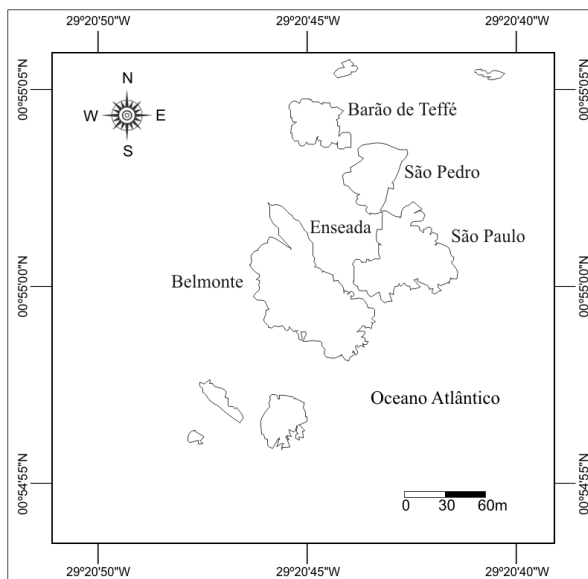 29°20'50"W 29°20'45"W 29°20'40"W
00°55'05"N 00°55'05"N
N
W E
S
Barão de Teffé
São Pedro
Enseada
São Paulo
Belmonte
00°55'00"N 00°55'00"N
Oceano Atlântico
00°54'55"N 00°54'55"N
0 30 60m
29°20'50"W 29°20'45"W 29°20'40"W